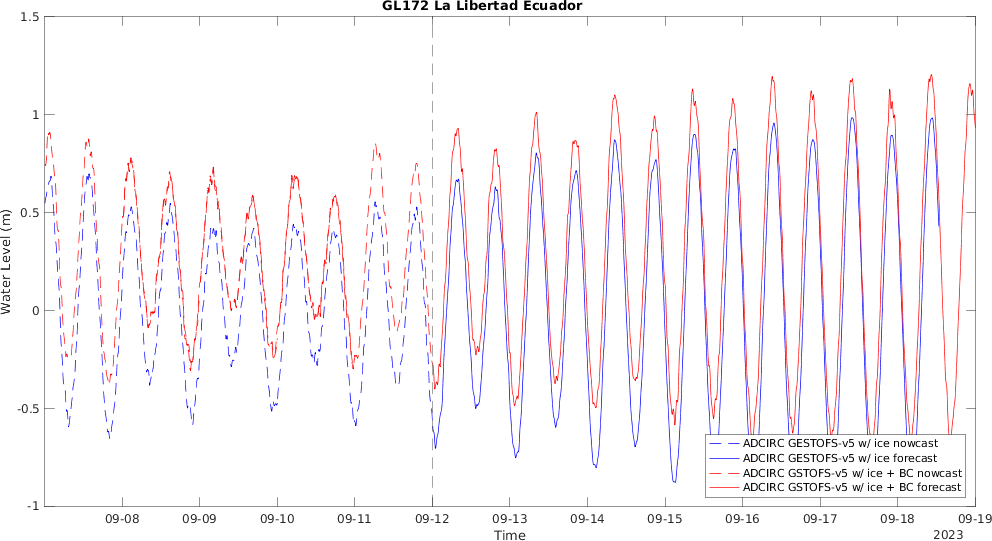 GL172 La Libertad Ecuador
1.5
1
0.5
0
-0.5
-1
Water Level (m)
ADCIRC GESTOFS-v5 w/ ice nowcast
ADCIRC GESTOFS-v5 w/ ice forecast
ADCIRC GSTOFS-v5 w/ ice + BC nowcast
ADCIRC GSTOFS-v5 w/ ice + BC forecast
09-08 09-09 09-10 09-11 09-12 09-13 09-14 09-15 09-16 09-17 09-18 09-19
Time
2023